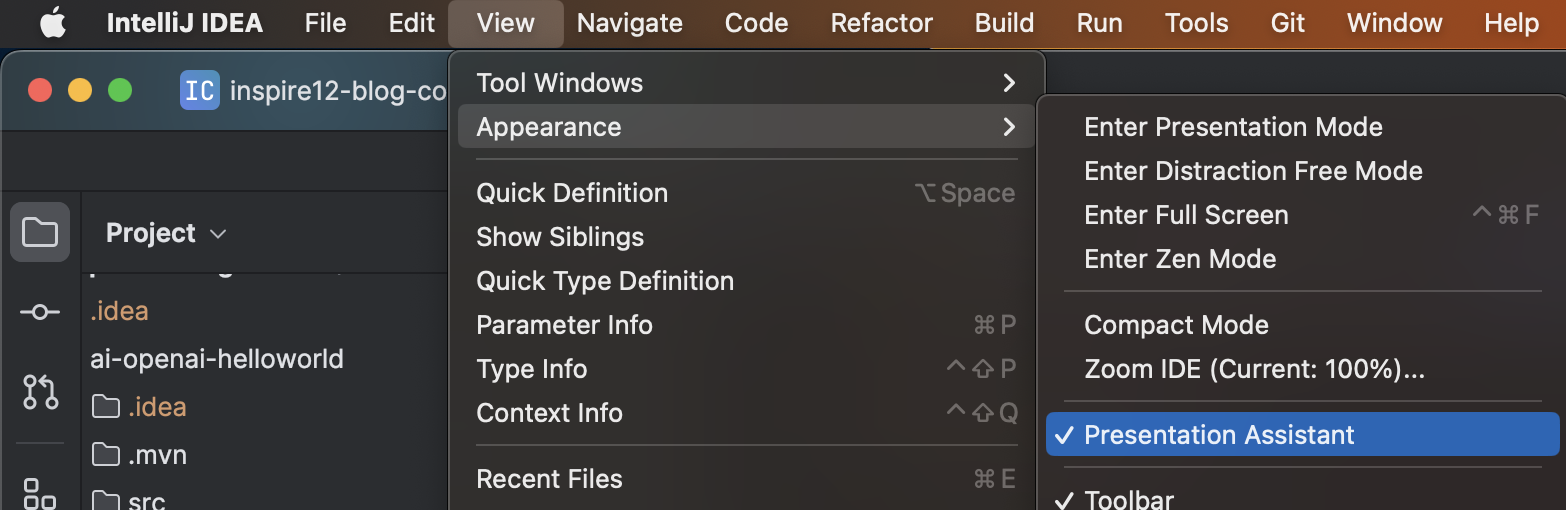 IntelliJ IDEA File Edit View Navigate Code Refactor Build Run Tools Git Window Help
IC inspire12-blog-co
Project
.idea
ai-openai-helloworld
.idea
.mvn
src
Tool Windows
Appearance
Quick Definition ⌥Space
Show Siblings
Quick Type Definition
Parameter Info ⌘P
Type Info ^⇧P
Context Info ^⇧Q
Recent Files ⌘E
Enter Presentation Mode
Enter Distraction Free Mode
Enter Full Screen ^⌘F
Enter Zen Mode
Compact Mode
Zoom IDE (Current: 100%)...
✓ Presentation Assistant
✓ Toolbar